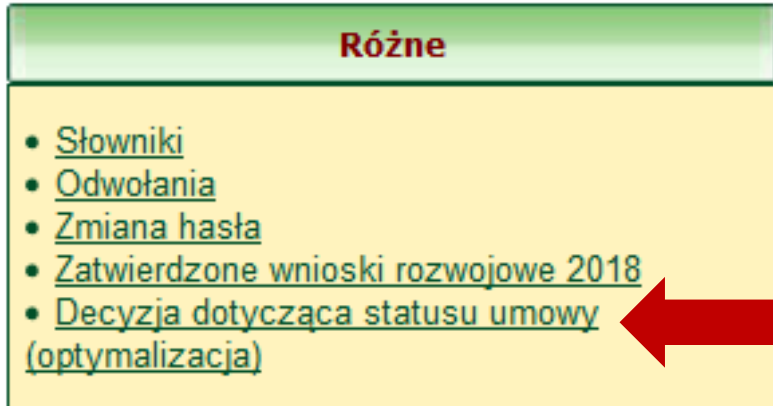 Różne
• Słowniki
• Odwołania
• Zmiana hasła
• Zatwierdzone wnioski rozwojowe 2018
• Decyzja dotycząca statusu umowy
(optymalizacja)